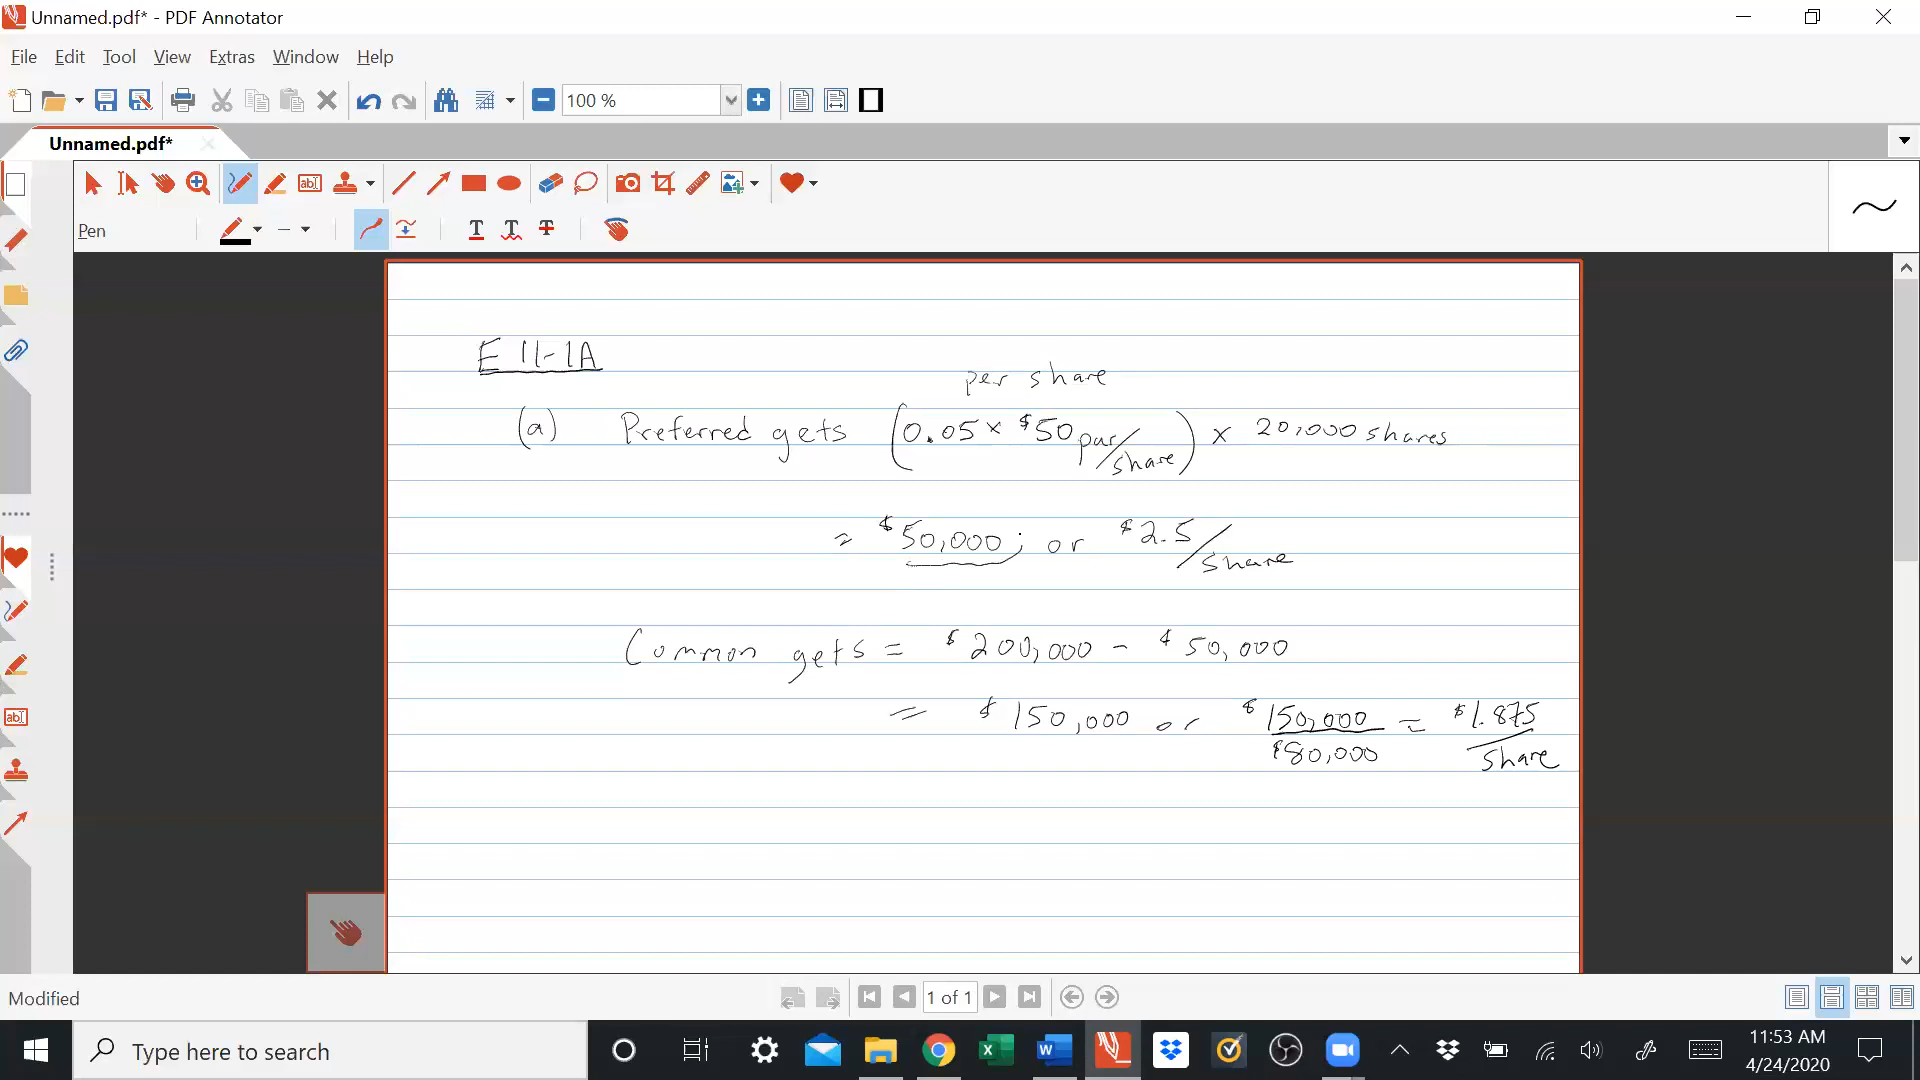 Unnamed.pdf* - PDF Annotator
File Edit Tool View Extras Window Help
100 %
Unnamed.pdf*
Pen
E 11-1A
per share
(a) Preferred gets (0.05 × $50 par/share) × 20,000 shares
= $50,000; or $2.5/share
Common gets = $200,000 - $50,000
= $150,000 or $150,000/$80,000 = $1.875/share
Modified
1 of 1
Type here to search
11:53 AM
4/24/2020